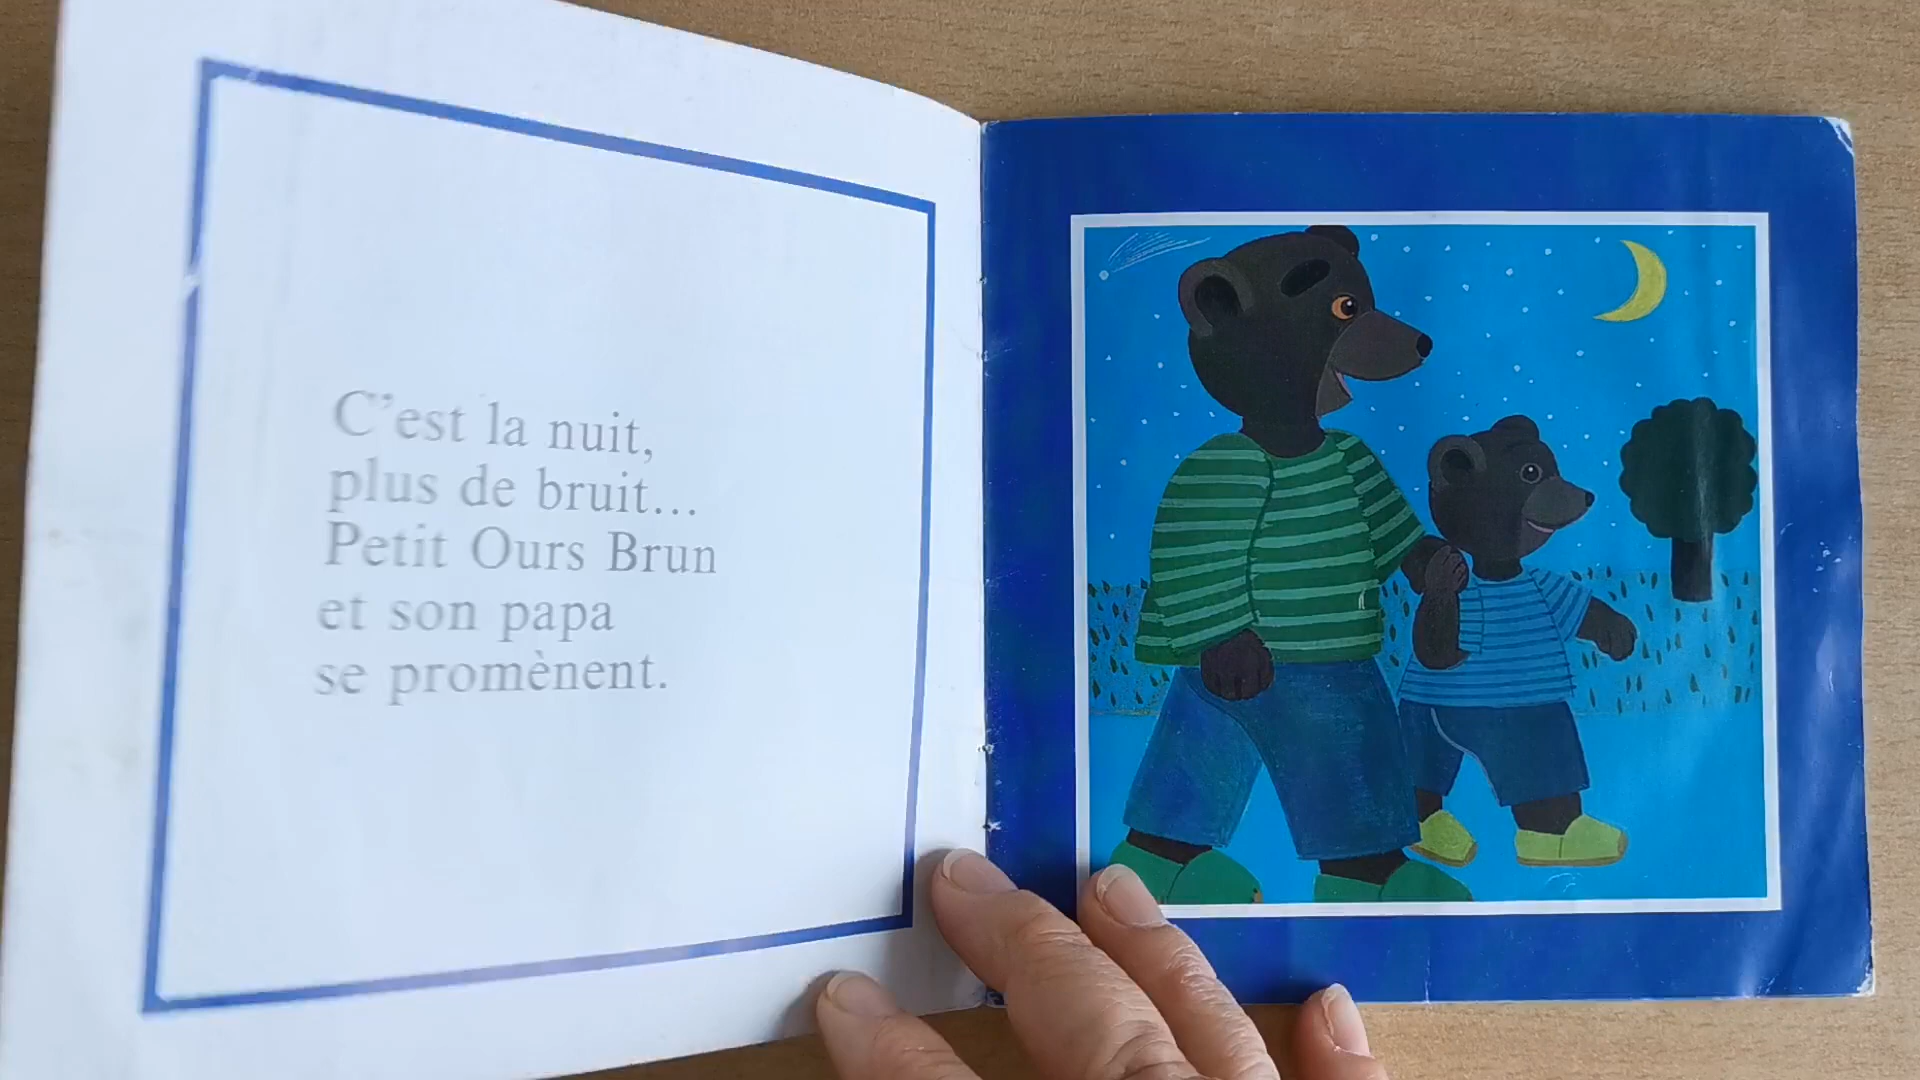 C'est la nuit,
plus de bruit...
Petit Ours Brun
et son papa
se promènent.